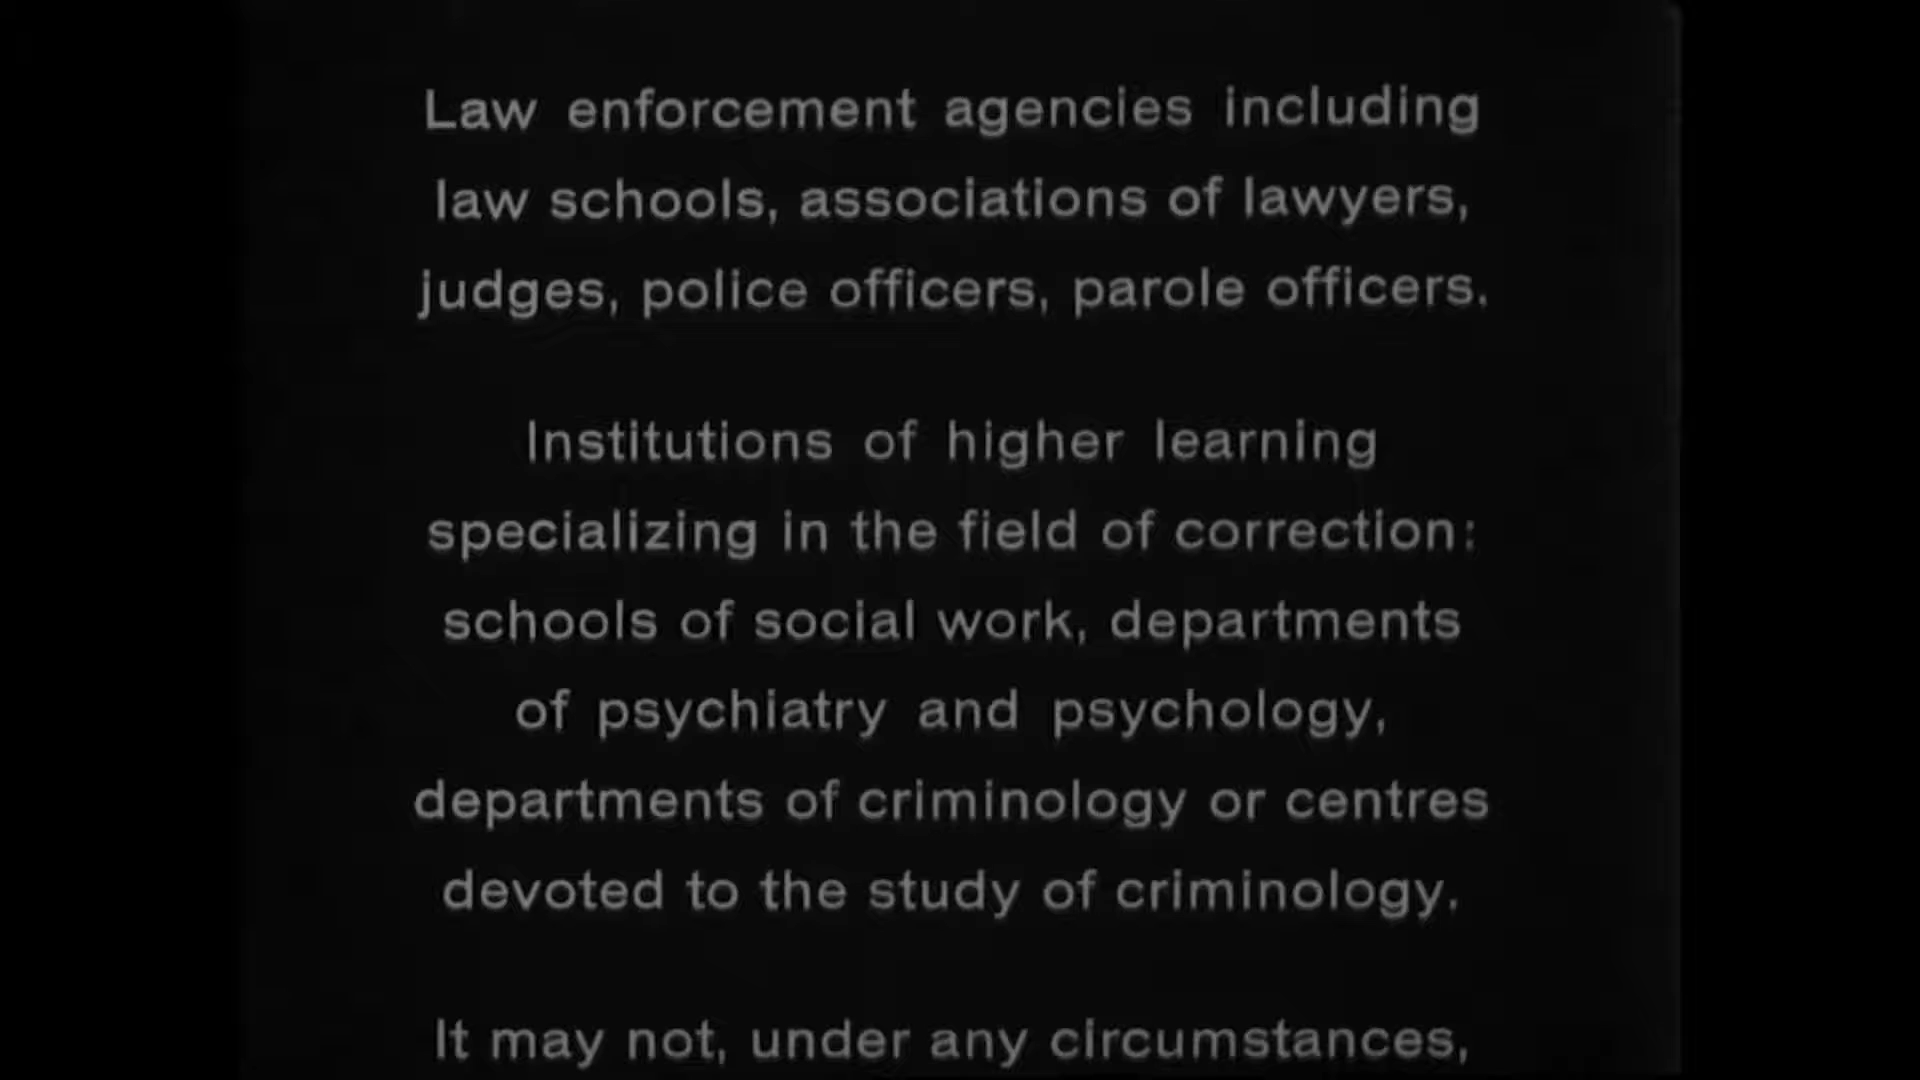 Law enforcement agencies including
law schools, associations of lawyers,
judges, police officers, parole officers.
Institutions of higher learning
specializing in the field of correction:
schools of social work, departments
of psychiatry and psychology,
departments of criminology or centres
devoted to the study of criminology.
It may not, under any circumstances,